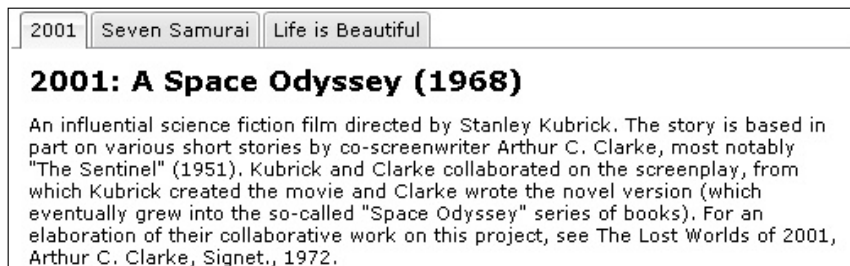 2001 Seven Samurai Life is Beautiful
2001: A Space Odyssey (1968)
An influential science fiction film directed by Stanley Kubrick. The story is based in
part on various short stories by co-screenwriter Arthur C. Clarke, most notably
"The Sentinel" (1951). Kubrick and Clarke collaborated on the screenplay, from
which Kubrick created the movie and Clarke wrote the novel version (which
eventually grew into the so-called "Space Odyssey" series of books). For an
elaboration of their collaborative work on this project, see The Lost Worlds of 2001,
Arthur C. Clarke, Signet., 1972.